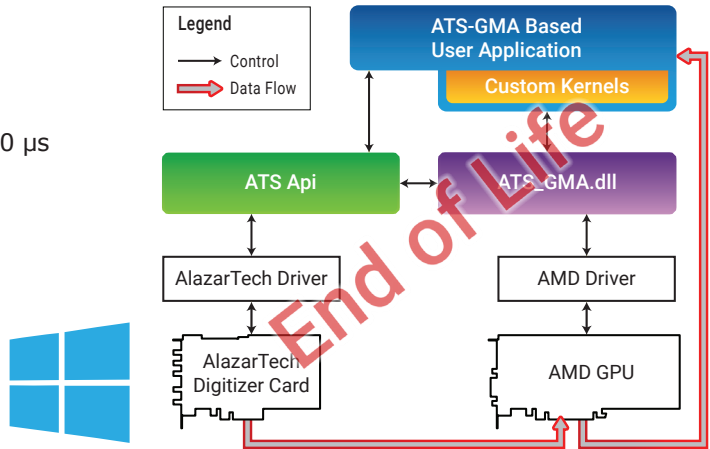 Legend
Control
Data Flow
ATS-GMA Based
User Application
Custom Kernels
0 µs
ATS Api
ATS_GMA.dll
End of Life
AlazarTech Driver
AMD Driver
AlazarTech
Digitizer Card
AMD GPU